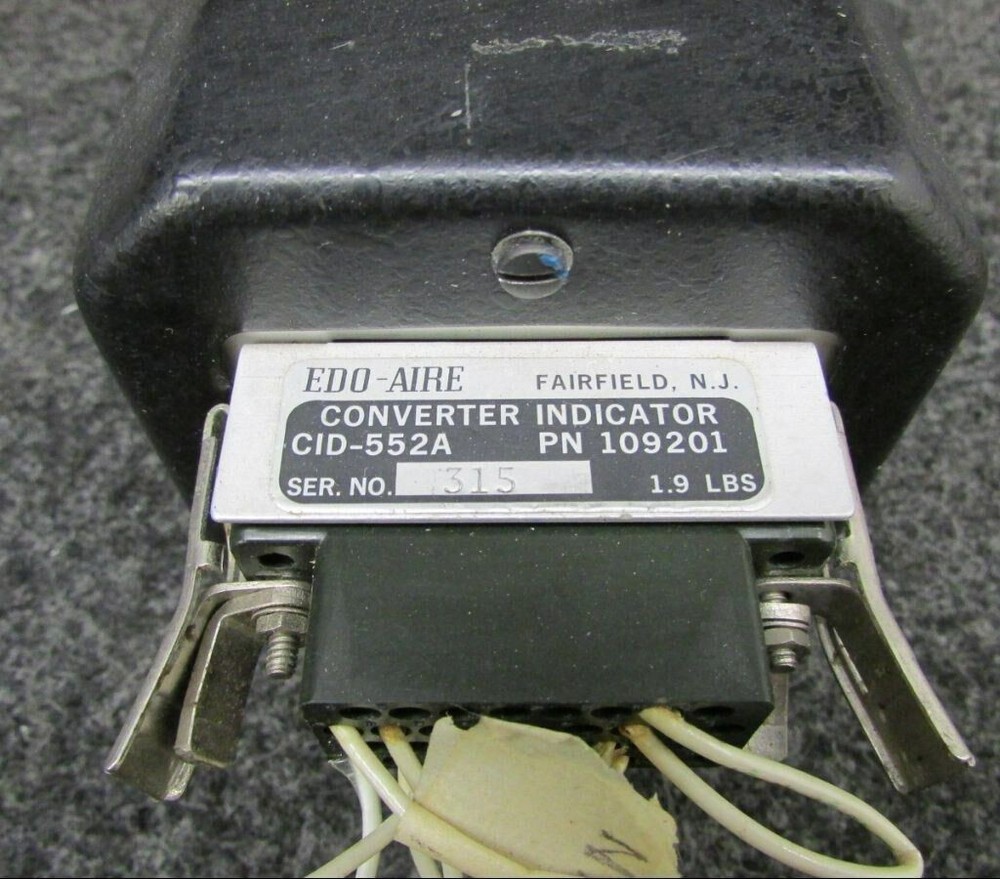 EDO-AIRE FAIRFIELD, N.J.
CONVERTER INDICATOR
CID-552A PN 109201
SER. NO. 315 1.9 LBS